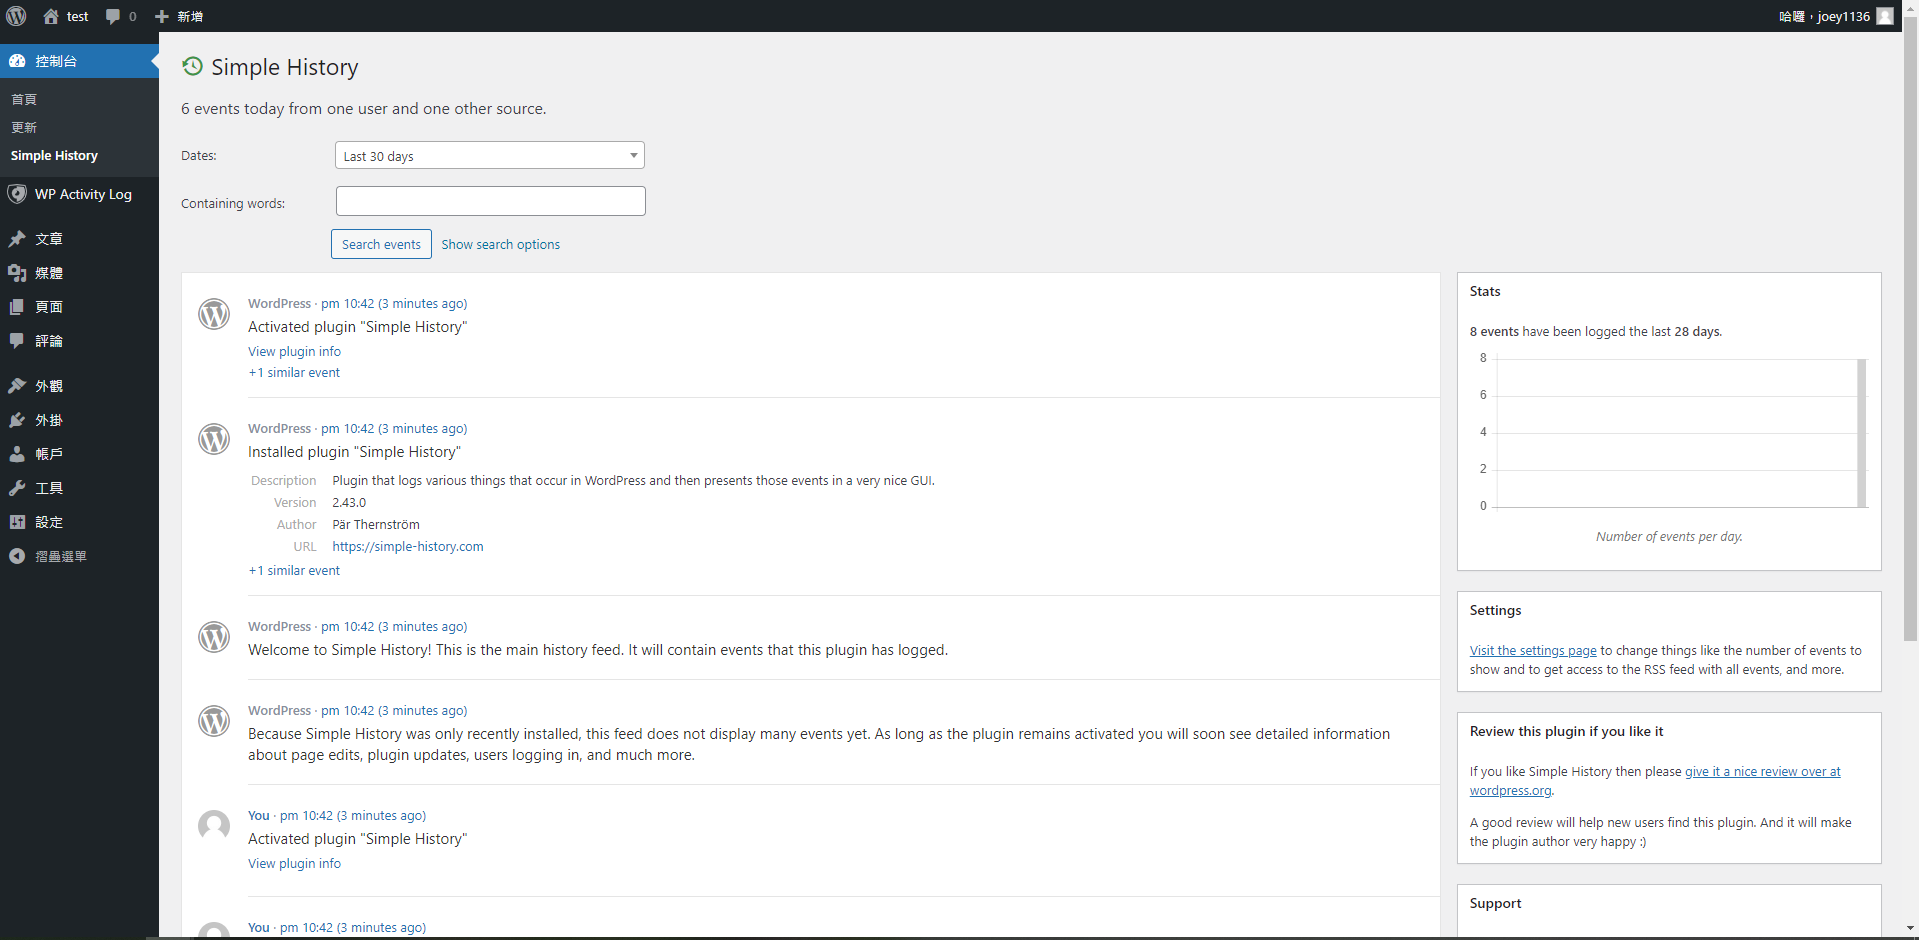 test
0
新增
哈囉，joey1136
控制台
首頁
更新
Simple History
WP Activity Log
文章
媒體
頁面
評論
外觀
外掛
帳戶
工具
設定
摺疊選單
Simple History
6 events today from one user and one other source.
Dates:
Last 30 days
Containing words:
Search events
Show search options
WordPress · pm 10:42 (3 minutes ago)
Activated plugin "Simple History"
View plugin info
+1 similar event
WordPress · pm 10:42 (3 minutes ago)
Installed plugin "Simple History"
Description Plugin that logs various things that occur in WordPress and then presents those events in a very nice GUI.
Version 2.43.0
Author Pär Thernström
URL https://simple-history.com
+1 similar event
WordPress · pm 10:42 (3 minutes ago)
Welcome to Simple History! This is the main history feed. It will contain events that this plugin has logged.
WordPress · pm 10:42 (3 minutes ago)
Because Simple History was only recently installed, this feed does not display many events yet. As long as the plugin remains activated you will soon see detailed information
about page edits, plugin updates, users logging in, and much more.
You · pm 10:42 (3 minutes ago)
Activated plugin "Simple History"
View plugin info
You · pm 10:42 (3 minutes ago)
Stats
8 events have been logged the last 28 days.
8
6
4
2
0
Number of events per day.
Settings
Visit the settings page to change things like the number of events to
show and to get access to the RSS feed with all events, and more.
Review this plugin if you like it
If you like Simple History then please give it a nice review over at
wordpress.org.
A good review will help new users find this plugin. And it will make
the plugin author very happy :)
Support